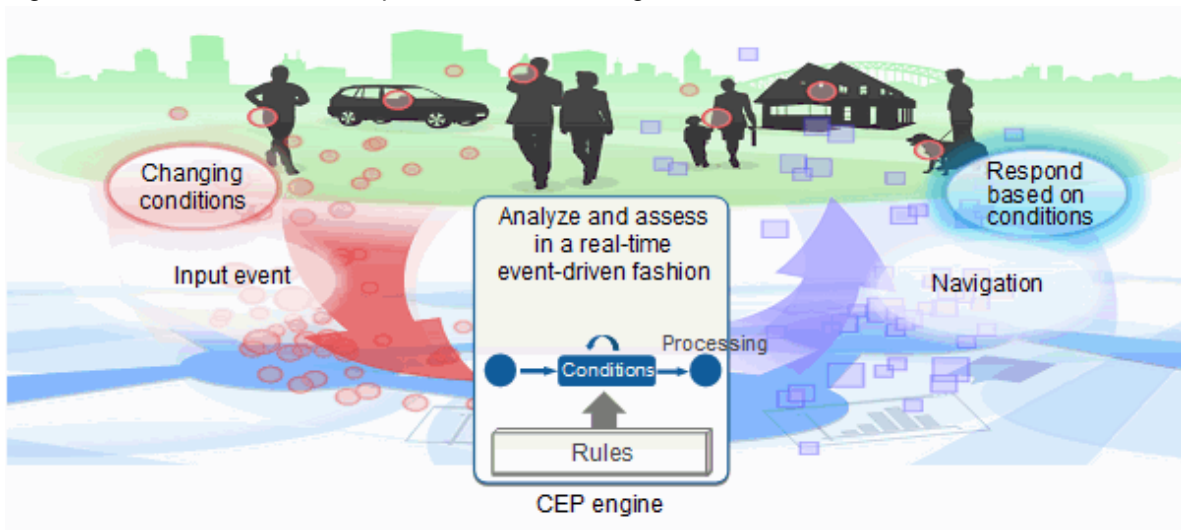 Changing
conditions
Input event
Analyze and assess
in a real-time
event-driven fashion
Processing
Conditions
Rules
CEP engine
Respond
based on
conditions
Navigation